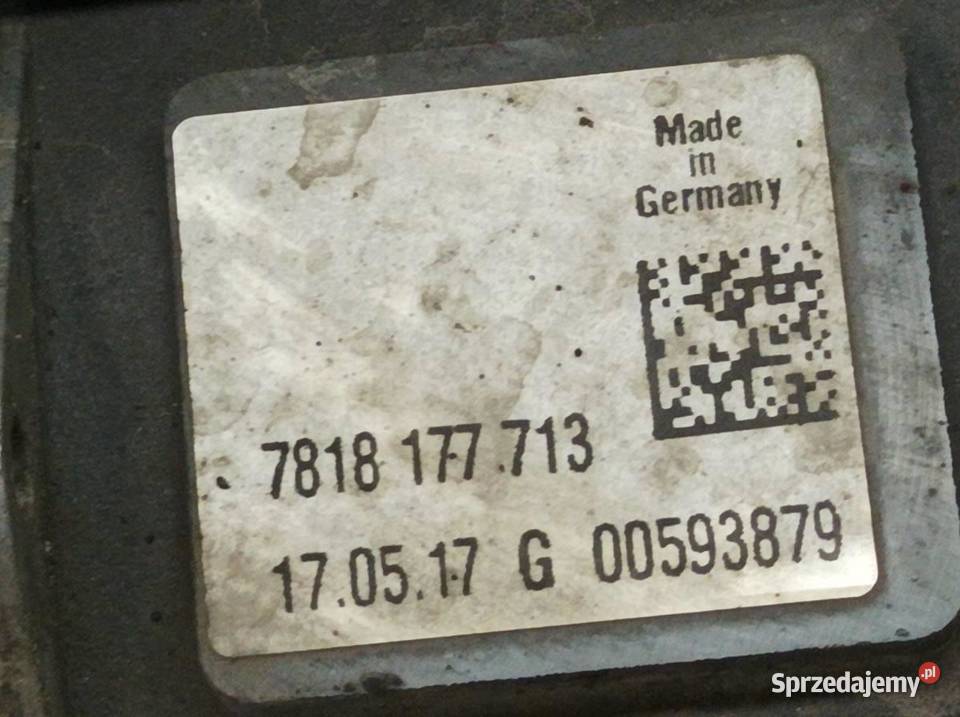 Made
in
Germany
7818 177.713
17.05.17 G 00593879
Sprzedajemy.pl